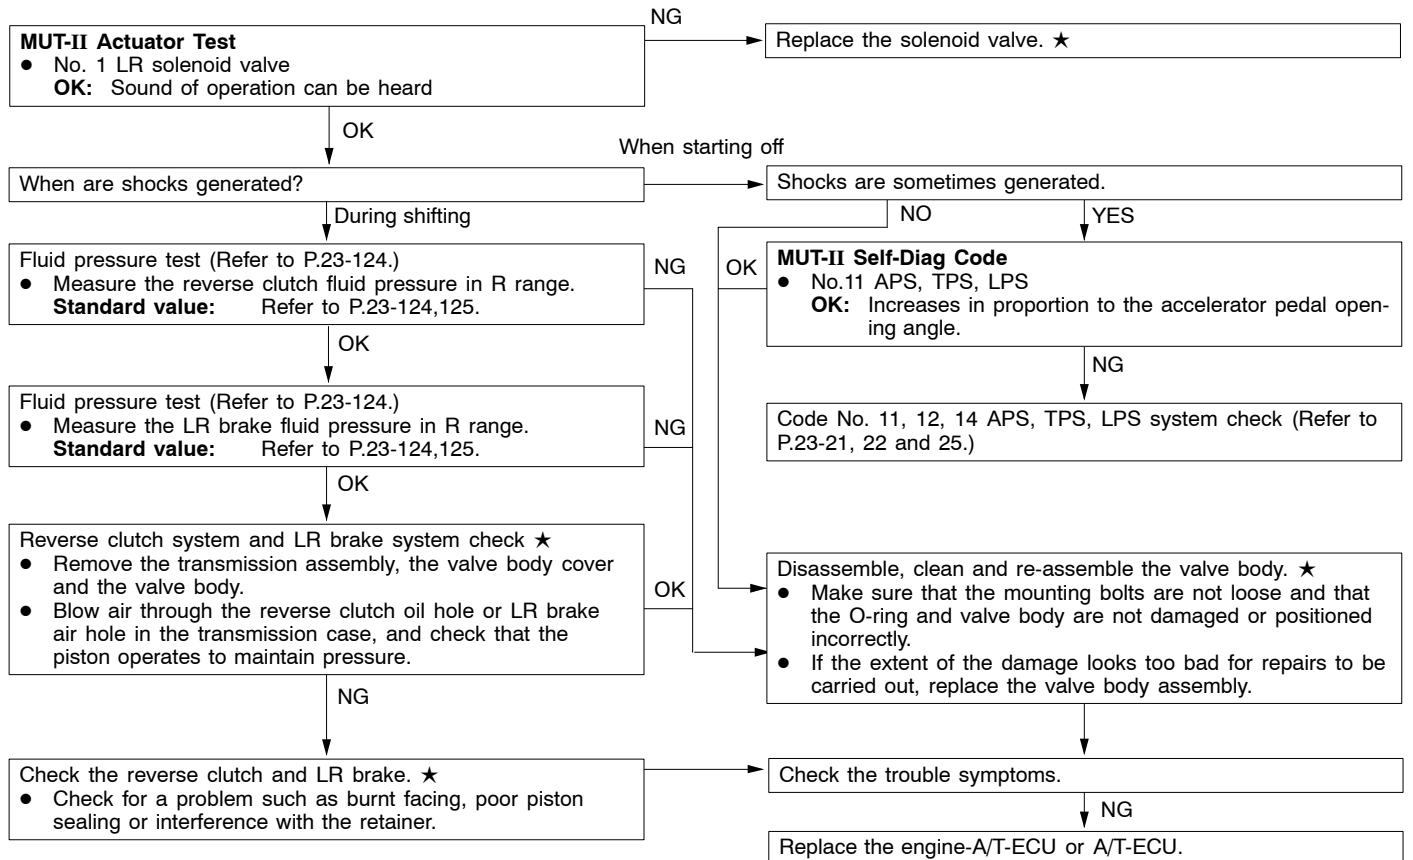 NG
MUT-II Actuator Test
● No. 1 LR solenoid valve
OK: Sound of operation can be heard
Replace the solenoid valve. ★
OK
When starting off
When are shocks generated?
Shocks are sometimes generated.
During shifting
NO
YES
Fluid pressure test (Refer to P.23-124.)
● Measure the reverse clutch fluid pressure in R range.
Standard value: Refer to P.23-124,125.
NG
OK
MUT-II Self-Diag Code
● No.11 APS, TPS, LPS
OK: Increases in proportion to the accelerator pedal open-
ing angle.
OK
NG
Fluid pressure test (Refer to P.23-124.)
● Measure the LR brake fluid pressure in R range.
Standard value: Refer to P.23-124,125.
NG
Code No. 11, 12, 14 APS, TPS, LPS system check (Refer to
P.23-21, 22 and 25.)
OK
Reverse clutch system and LR brake system check ★
● Remove the transmission assembly, the valve body cover
and the valve body.
● Blow air through the reverse clutch oil hole or LR brake
air hole in the transmission case, and check that the
piston operates to maintain pressure.
OK
Disassemble, clean and re-assemble the valve body. ★
● Make sure that the mounting bolts are not loose and that
the O-ring and valve body are not damaged or positioned
incorrectly.
● If the extent of the damage looks too bad for repairs to be
carried out, replace the valve body assembly.
NG
Check the reverse clutch and LR brake. ★
● Check for a problem such as burnt facing, poor piston
sealing or interference with the retainer.
Check the trouble symptoms.
NG
Replace the engine-A/T-ECU or A/T-ECU.